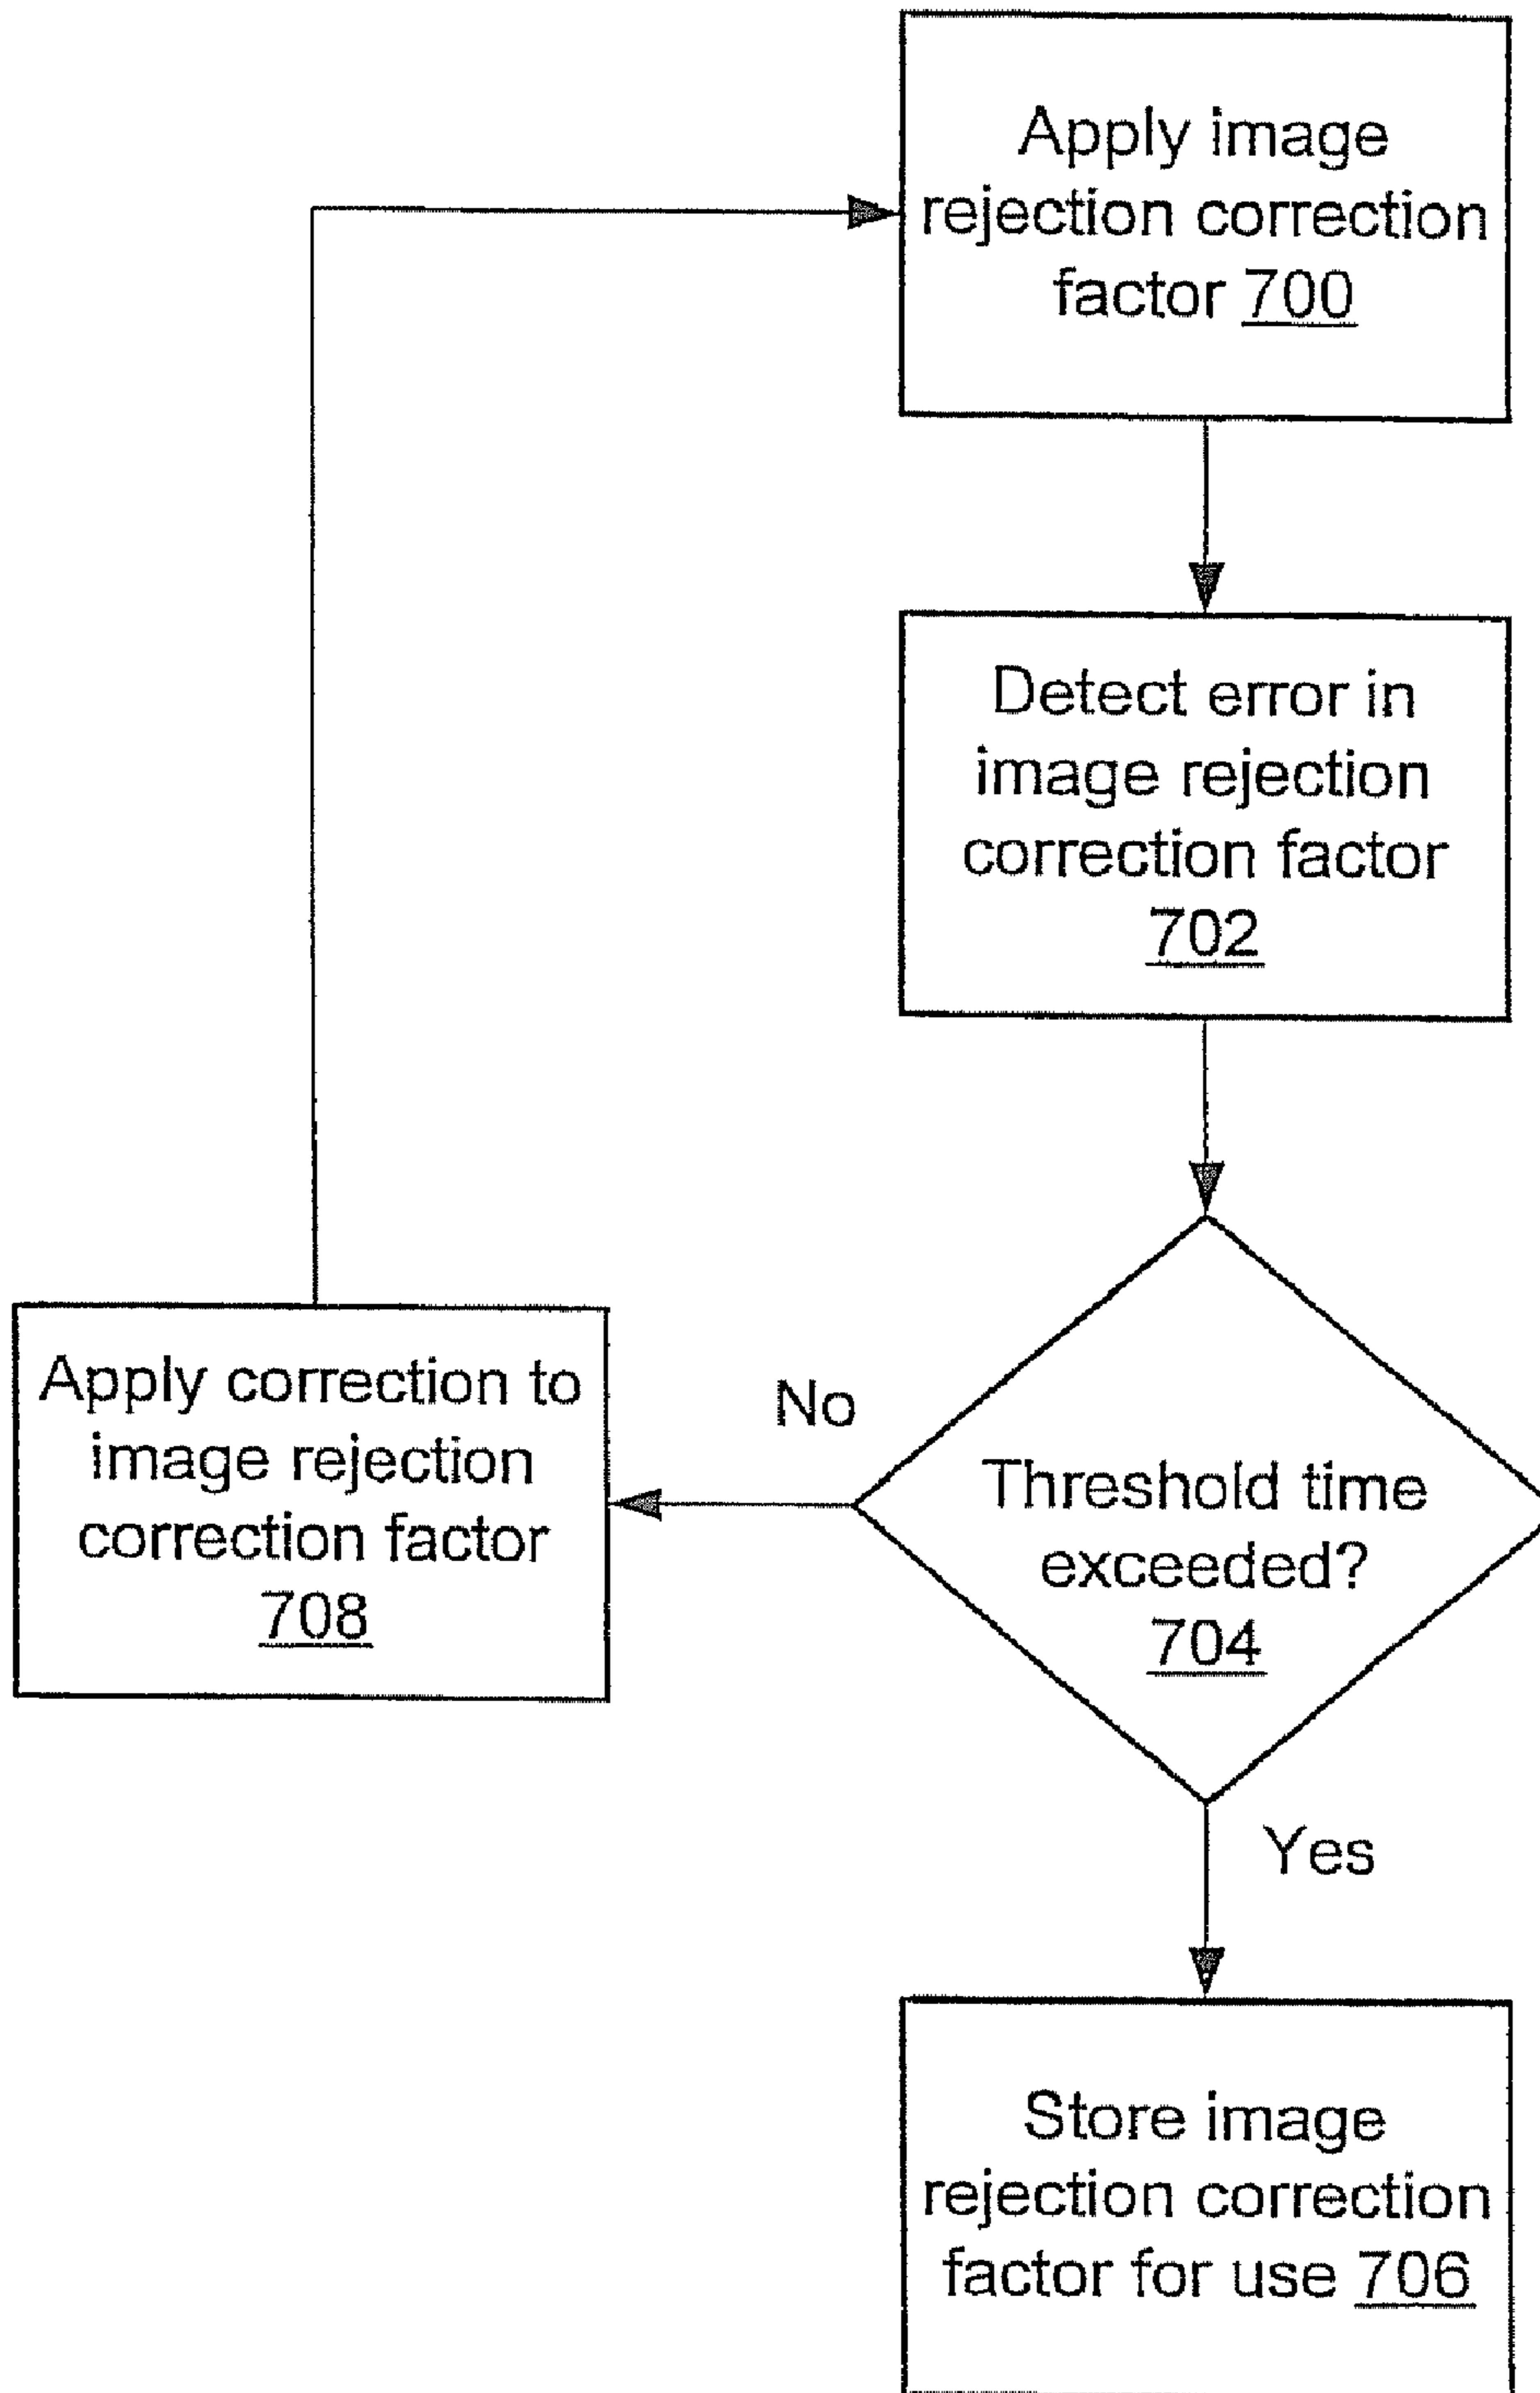 Apply image
rejection correction
factor 700
Detect error in
image rejection
correction factor
702
Threshold time
exceeded?
704
No
Apply correction to
image rejection
correction factor
708
Yes
Store image
rejection correction
factor for use 706